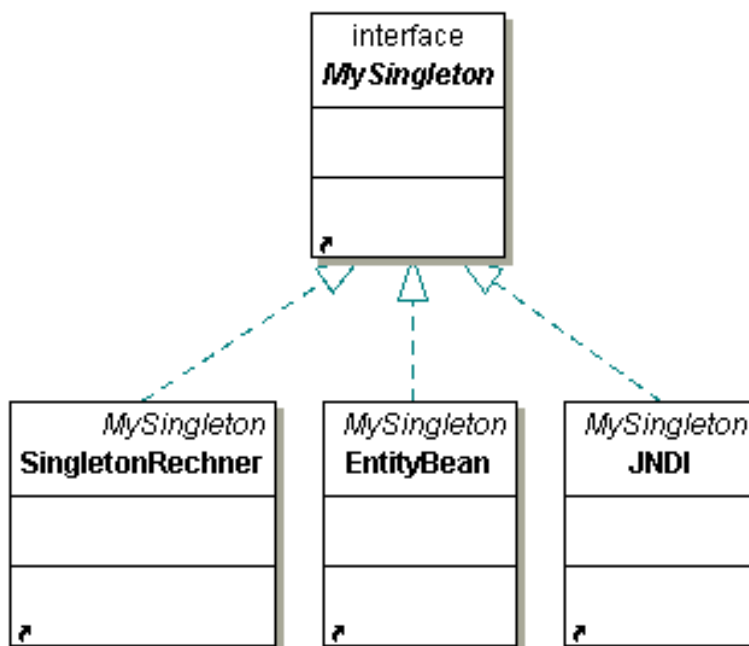 interface
MySingleton
MySingleton
SingletonRechner
MySingleton
EntityBean
MySingleton
JNDI